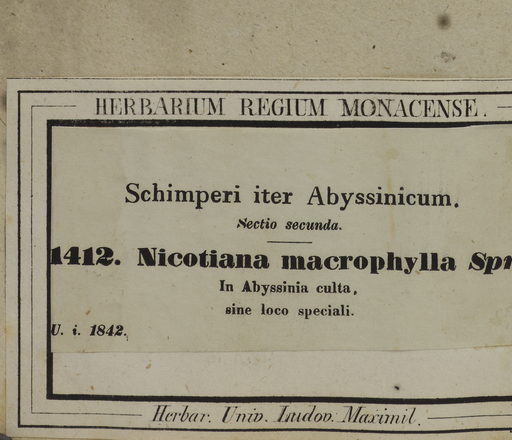 HERBARIUM REGIUM MONACENSE.
Schimperi iter Abyssinicum.
Sectio secunda.
1412. Nicotiana macrophylla Spr
In Abyssinia culta,
sine loco speciali.
U. i. 1842.
Herbar. Univ. Ludov. Maximil.